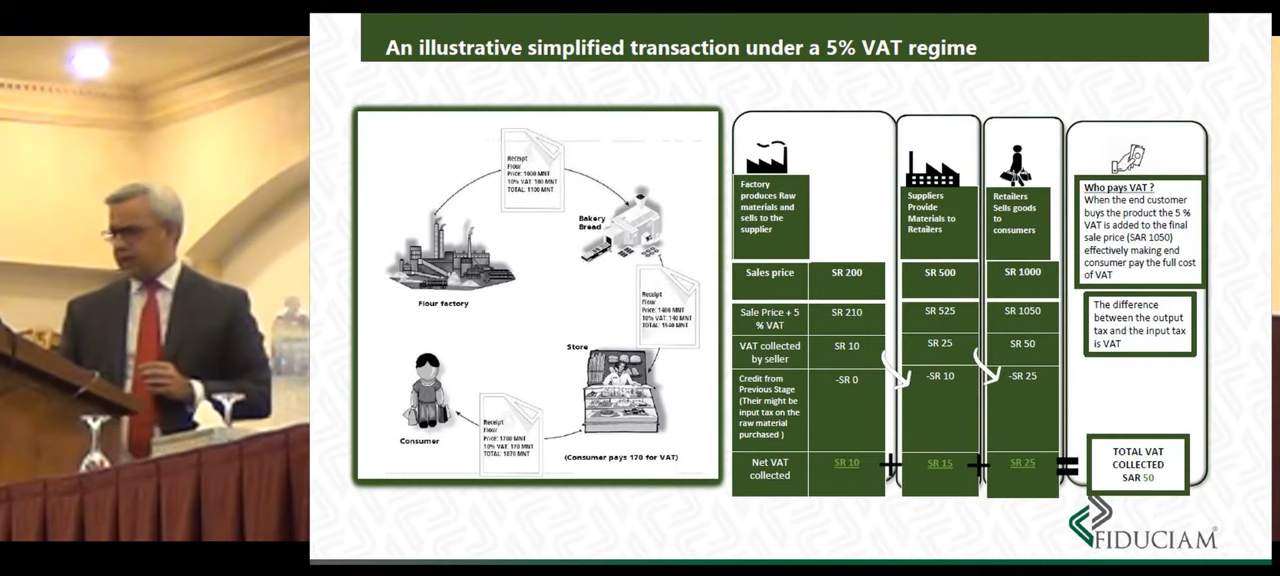 An illustrative simplified transaction under a 5% VAT regime
Receipt
Flour
Price: 1000 MNT
10% VAT: 100 MNT
TOTAL: 1100 MNT
Bakery
Bread
Flour factory
Receipt
Flour
Price: 1400 MNT
10% VAT: 140 MNT
TOTAL: 1540 MNT
Store
Consumer
Receipt
Flour
Price: 1700 MNT
10% VAT: 170 MNT
TOTAL: 1870 MNT
(Consumer pays 170 for VAT)
Factory
produces Raw
materials and
sells to the
supplier
Suppliers
Provide
Materials to
Retailers
Retailers
Sells goods
to
consumers
Sales price SR 200 SR 500 SR 1000
Sale Price + 5
% VAT
SR 210 SR 525 SR 1050
VAT collected
by seller
SR 10 SR 25 SR 50
Credit from
Previous Stage
(Their might be
input tax on the
raw material
purchased )
-SR 0 -SR 10 -SR 25
Net VAT
collected
SR 10 + SR 15 + SR 25 =
Who pays VAT ?
When the end customer
buys the product the 5 %
VAT is added to the final
sale price (SAR 1050)
effectively making end
consumer pay the full cost
of VAT
The difference
between the output
tax and the input tax
is VAT
TOTAL VAT
COLLECTED
SAR 50
FIDUCIAM